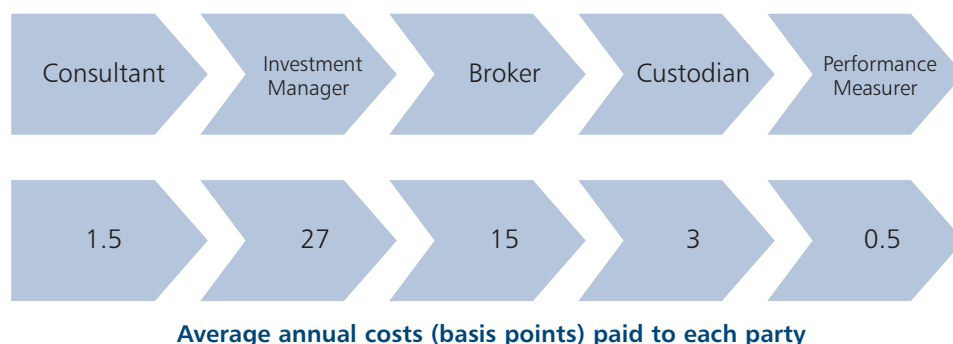 Consultant
Investment
Manager
Broker
Custodian
Performance
Measurer
1.5
27
15
3
0.5
Average annual costs (basis points) paid to each party